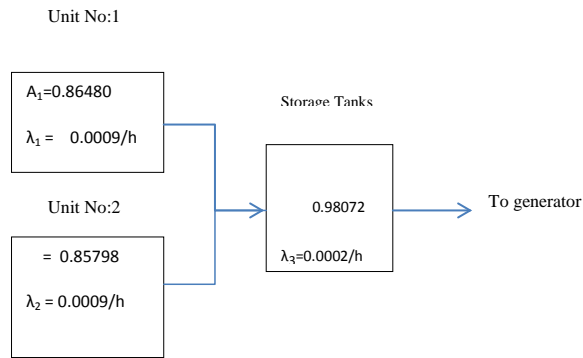 Unit No:1
A₁=0.86480
λ₁ = 0.0009/h
Storage Tanks
Unit No:2
= 0.85798
λ₂ = 0.0009/h
0.98072
λ₃=0.0002/h
To generator